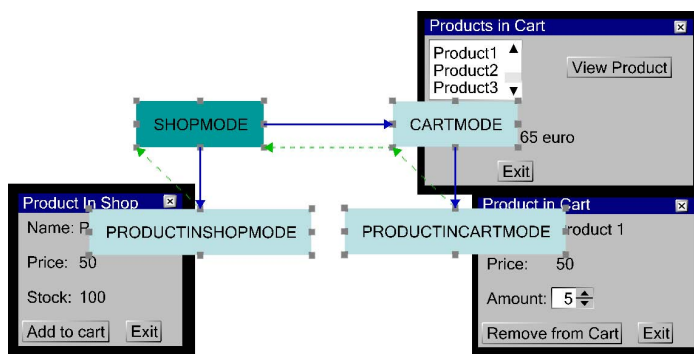 Products in Cart
Product1
Product2
Product3
View Product
SHOPMODE
CARTMODE
65 euro
Exit
Product In Shop
Name: P
PRODUCTINSHOPMODE
Price: 50
Stock: 100
Add to cart
Exit
Product in Cart
PRODUCTINCARTMODE
roduct 1
Price: 50
Amount: 5
Remove from Cart
Exit